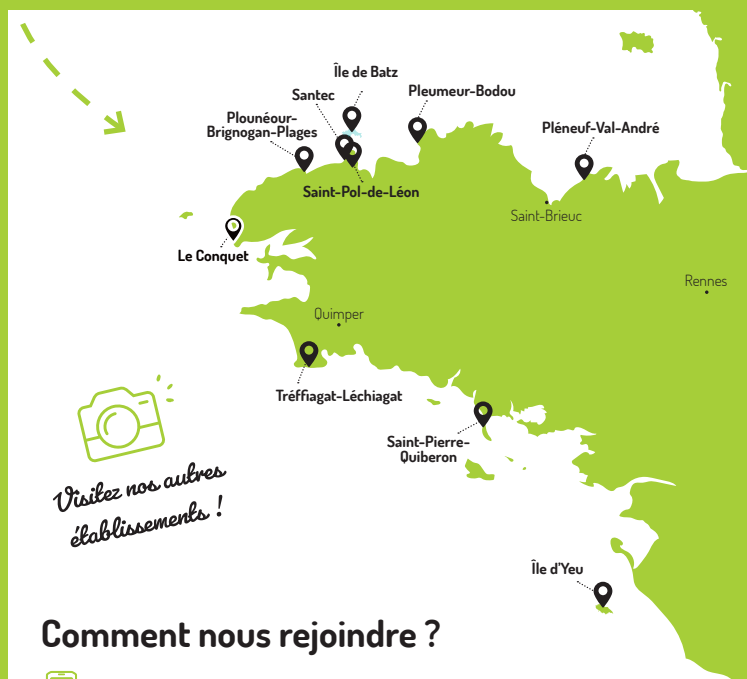 Île de Batz
Santec
Pleumeur-Bodou
Plounéour-
Brignogan-Plages
Pléneuf-Val-André
Saint-Pol-de-Léon
Saint-Brieuc
Le Conquet
Rennes
Quimper
Tréffiagat-Léchiagat
Saint-Pierre-
Quiberon
Visitez nos autres
établissements !
Île d'Yeu
Comment nous rejoindre ?